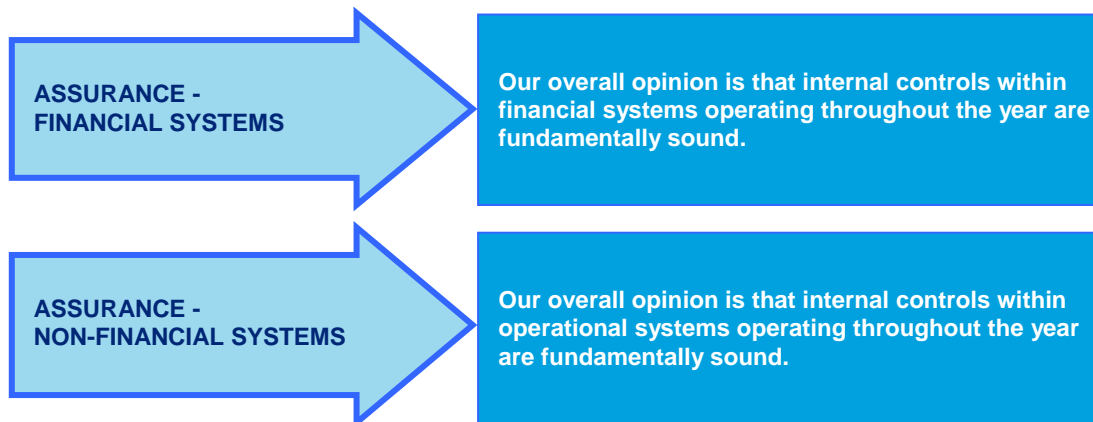 ASSURANCE -
FINANCIAL SYSTEMS
Our overall opinion is that internal controls within
financial systems operating throughout the year are
fundamentally sound.
ASSURANCE -
NON-FINANCIAL SYSTEMS
Our overall opinion is that internal controls within
operational systems operating throughout the year
are fundamentally sound.